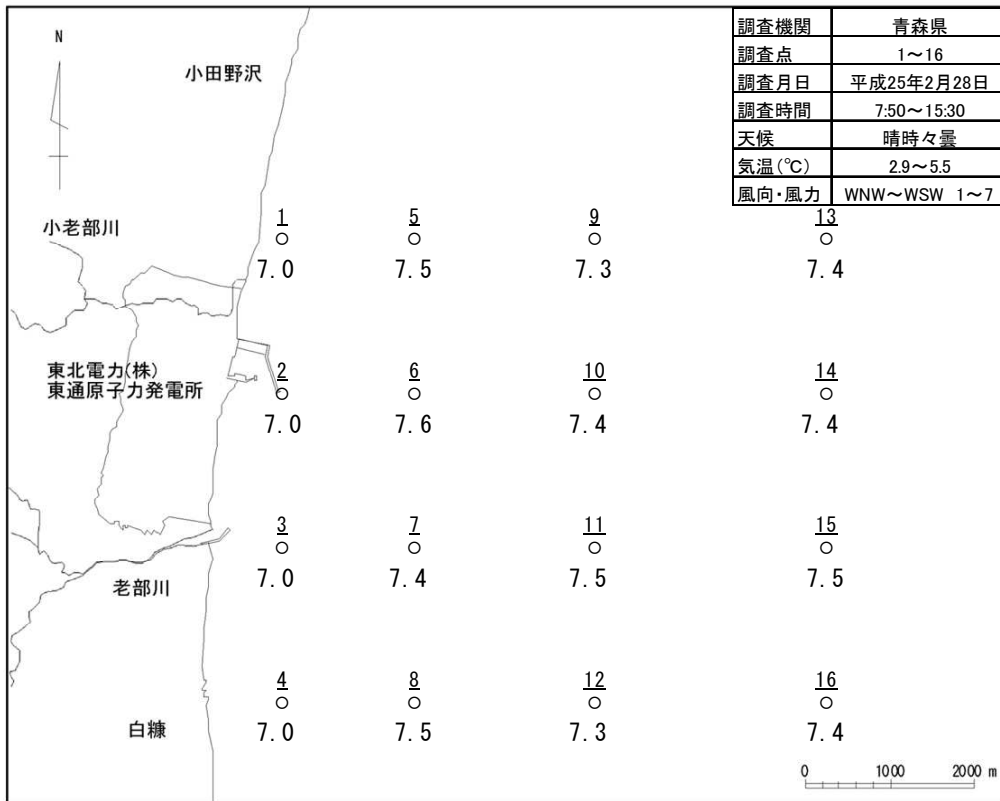 N
小田野沢
調査機関 青森県
調査点 1～16
調査月日 平成25年2月28日
調査時間 7:50～15:30
天候 晴時々曇
気温(℃) 2.9～5.5
風向・風力 WNW～WSW 1～7
小老部川
1 5 9 13
7.0 7.5 7.3 7.4
東北電力(株)
東通原子力発電所
2 6 10 14
7.0 7.6 7.4 7.4
3 7 11 15
7.0 7.4 7.5 7.5
老部川
4 8 12 16
7.0 7.5 7.3 7.4
白糠
0 1000 2000 m